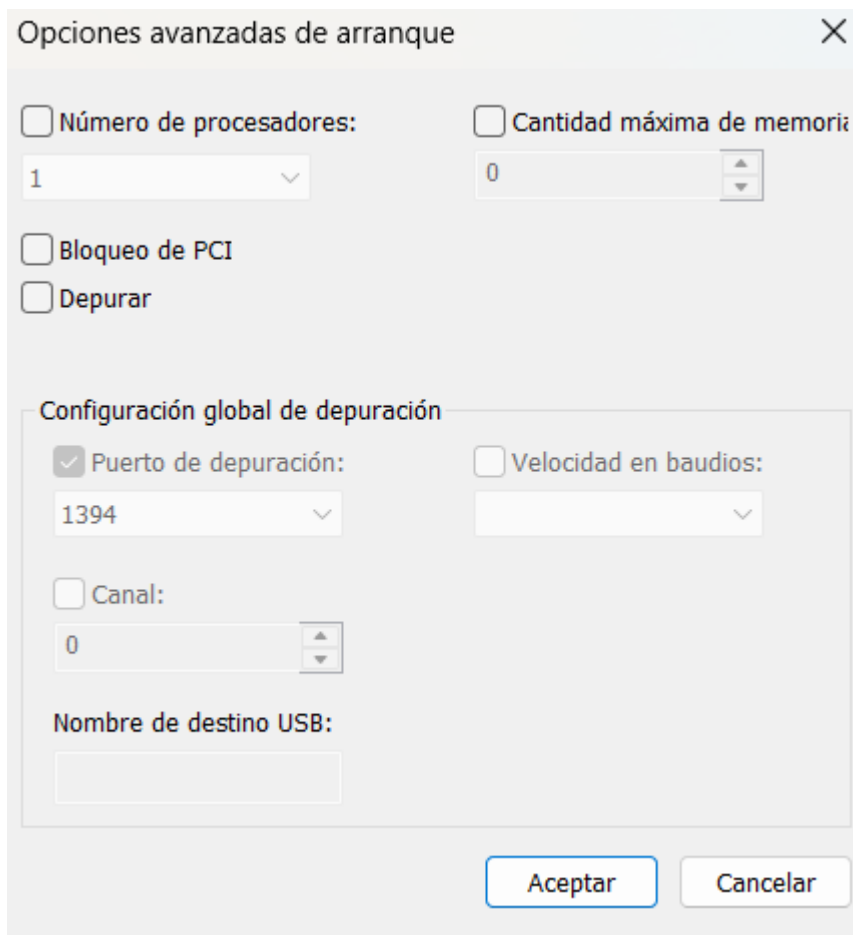 Opciones avanzadas de arranque
Número de procesadores:
Cantidad máxima de memoria
1
0
Bloqueo de PCI
Depurar
Configuración global de depuración
Puerto de depuración:
Velocidad en baudios:
1394
Canal:
0
Nombre de destino USB:
Aceptar
Cancelar